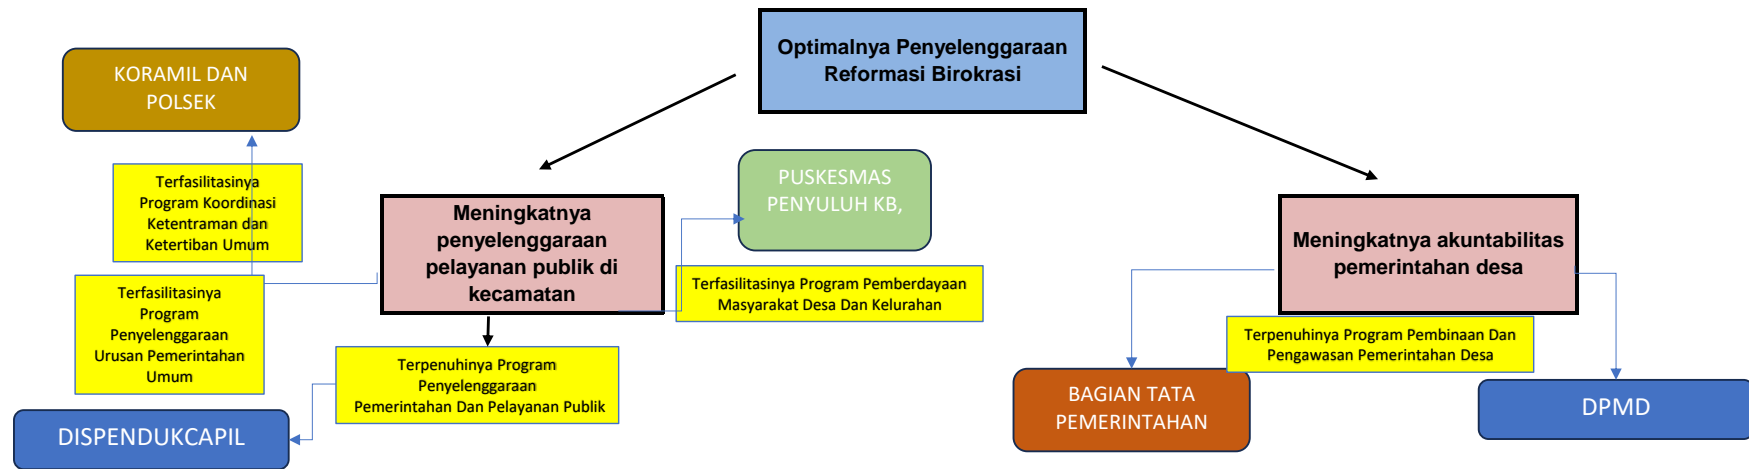 Optimalnya Penyelenggaraan
Reformasi Birokrasi
KORAMIL DAN
POLSEK
Terfasilitasinya
Program Koordinasi
Ketentraman dan
Ketertiban Umum
PUSKESMAS
PENYULUH KB,
Meningkatnya
penyelenggaraan
pelayanan publik di
kecamatan
Meningkatnya akuntabilitas
pemerintahan desa
Terfasilitasinya
Program
Penyelenggaraan
Urusan Pemerintahan
Umum
Terfasilitasinya Program Pemberdayaan
Masyarakat Desa Dan Kelurahan
Terpenuhinya Program Pembinaan Dan
Pengawasan Pemerintahan Desa
Terpenuhinya Program
Penyelenggaraan
Pemerintahan Dan Pelayanan Publik
DISPENDUKCAPIL
BAGIAN TATA
PEMERINTAHAN
DPMD